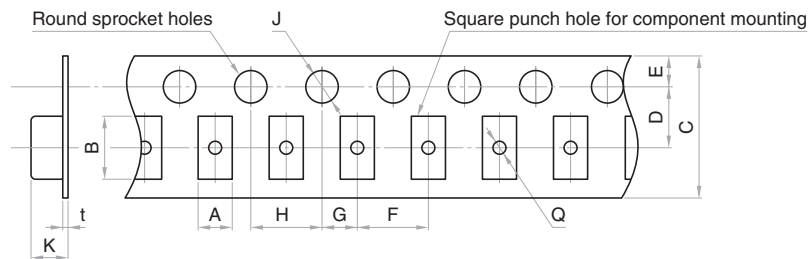 Round sprocket holes
J
Square punch hole for component mounting
E
D
C
B
t
K
A
H
G
F
Q